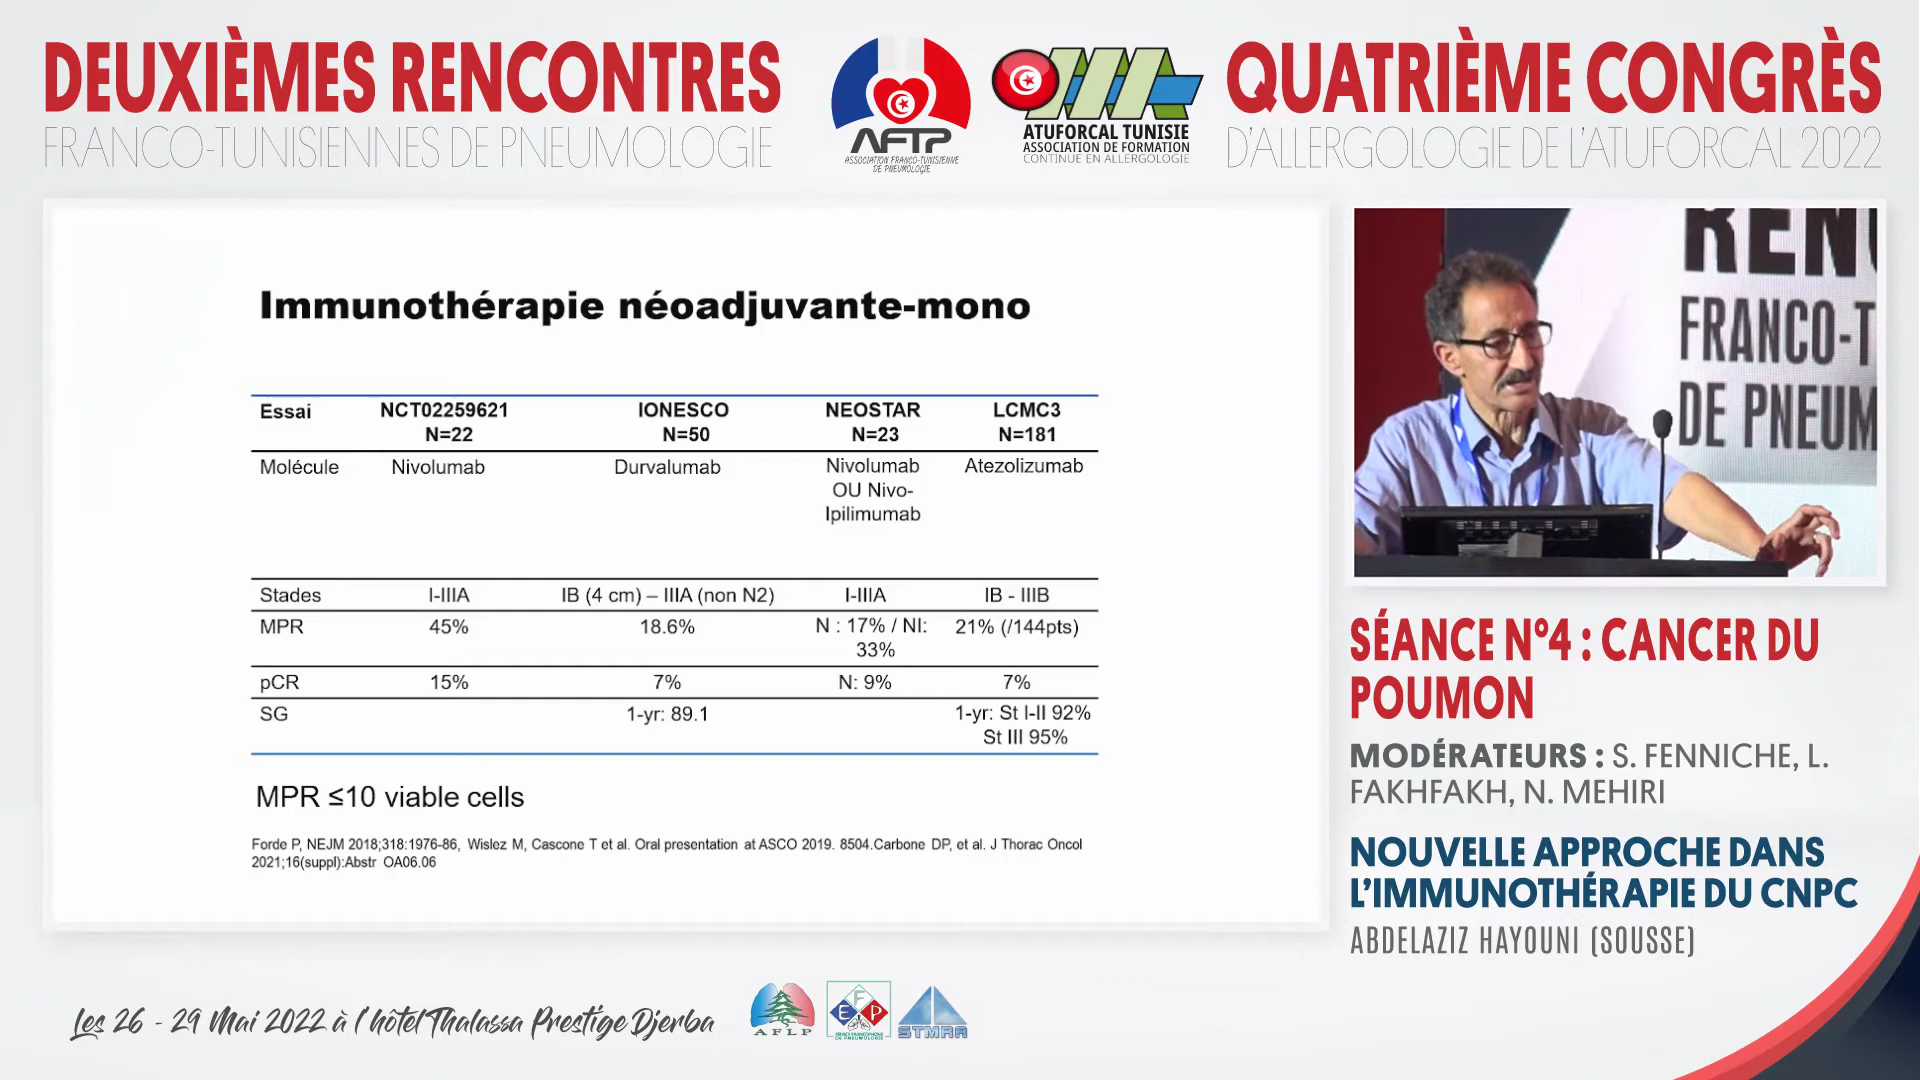 DEUXIÈMES RENCONTRES
FRANCO-TUNISIENNES DE PNEUMOLOGIE
AFTP
ASSOCIATION FRANCO-TUNISIENNE
DE PNEUMOLOGIE
ATUFORCAL TUNISIE
ASSOCIATION DE FORMATION
CONTINUE EN ALLERGOLOGIE
QUATRIÈME CONGRÈS
D'ALLERGOLOGIE DE L'ATUFORCAL 2022
Immunothérapie néoadjuvante-mono
Essai NCT02259621 IONESCO NEOSTAR LCMC3
N=22 N=50 N=23 N=181
Molécule Nivolumab Durvalumab Nivolumab Atezolizumab
OU Nivo-
Ipilimumab
Stades I-IIIA IB (4 cm) – IIIA (non N2) I-IIIA IB - IIIB
MPR 45% 18.6% N : 17% / NI: 21% (/144pts)
33%
pCR 15% 7% N: 9% 7%
SG 1-yr: 89.1 1-yr: St I-II 92%
St III 95%
MPR ≤10 viable cells
Forde P, NEJM 2018;318:1976-86, Wislez M, Cascone T et al. Oral presentation at ASCO 2019. 8504.Carbone DP, et al. J Thorac Oncol
2021;16(suppl):Abstr OA06.06
REN
FRANCO-T
DE PNEUM
SÉANCE N°4 : CANCER DU
POUMON
MODÉRATEURS : S. FENNICHE, L.
FAKHFAKH, N. MEHIRI
NOUVELLE APPROCHE DANS
L'IMMUNOTHÉRAPIE DU CNPC
ABDELAZIZ HAYOUNI (SOUSSE)
Les 26 - 29 Mai 2022 à l'hôtel Thalassa Prestige Djerba
AFLP
EFP
ESPACE FRANCOPHONE
DE PNEUMOLOGIE
STMRA